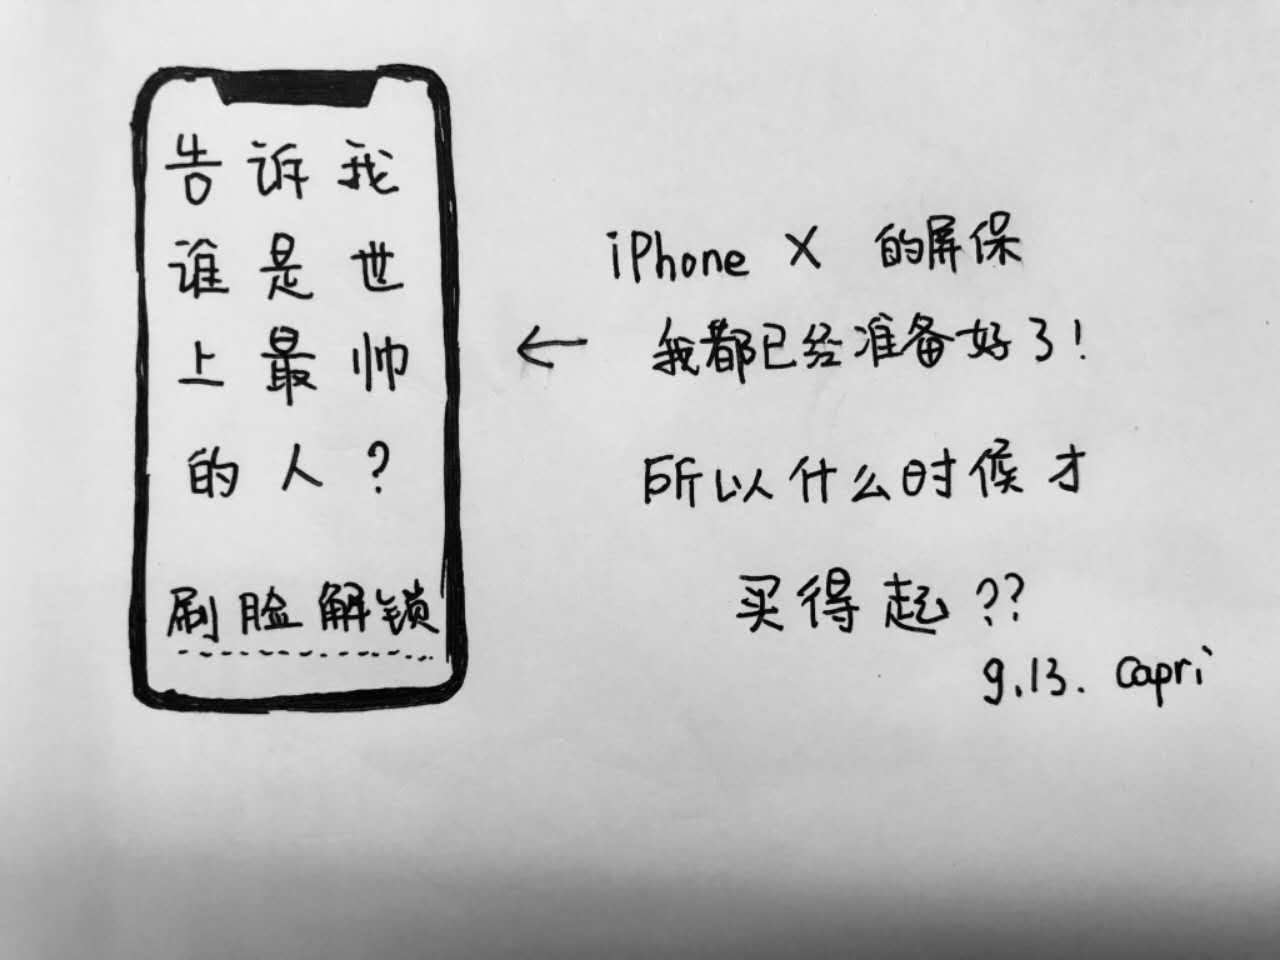 告诉我
谁是世
上最帅
的人?
刷脸解锁
iPhone X 的屏保
← 我都已经准备好了!
所以什么时候才
买得起??
9.13. Capri